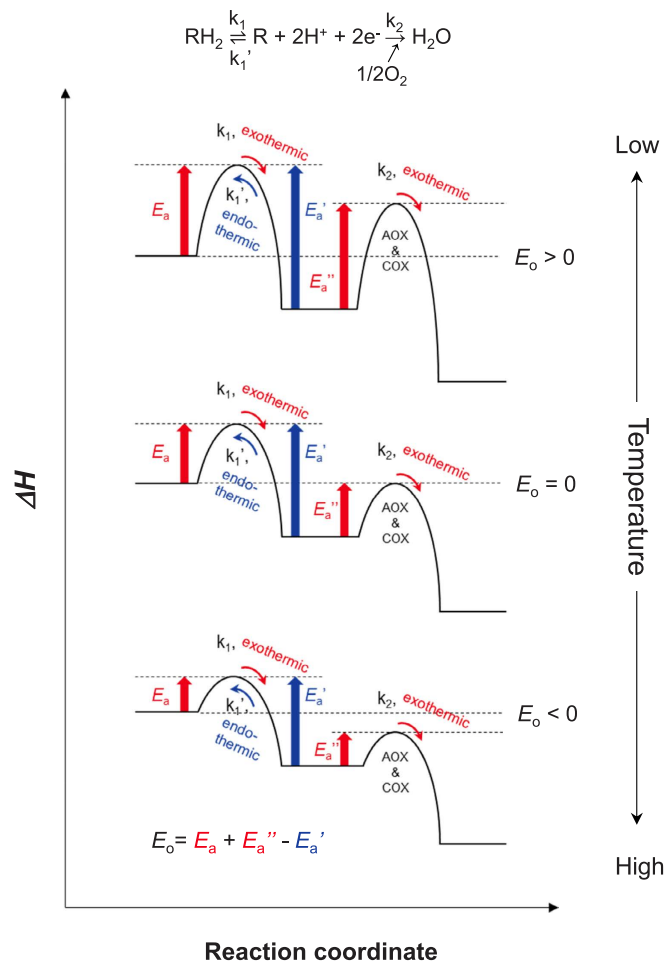 k₁
RH₂ ⇌ R + 2H⁺ + 2e⁻ → H₂O
k₁'
k₂
1/2O₂
ΔH
k₁, exothermic
k₁',
endo-
thermic
Eₐ
Eₐ'
Eₐ''
k₂, exothermic
AOX
&
COX
Eₒ > 0
k₁, exothermic
k₁',
endo-
thermic
Eₐ
Eₐ'
Eₐ''
k₂, exothermic
AOX
&
COX
Eₒ = 0
k₁, exothermic
k₁',
endo-
thermic
Eₐ
Eₐ'
Eₐ''
k₂, exothermic
AOX
&
COX
Eₒ < 0
Eₒ= Eₐ + Eₐ'' - Eₐ'
Low
Temperature
High
Reaction coordinate